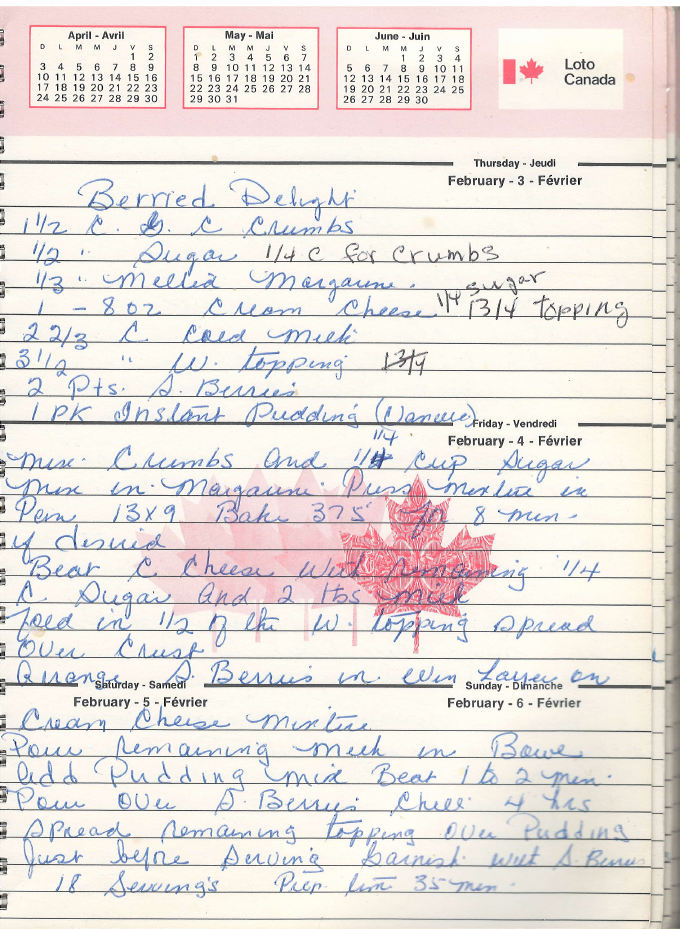 April - Avril May - Mai June - Juin
D L M M J V S D L M M J V S D L M M J V S
1 2 1 2 3 4 5 6 7 1 2 3 4
3 4 5 6 7 8 9 8 9 10 11 12 13 14 5 6 7 8 9 10 11
10 11 12 13 14 15 16 15 16 17 18 19 20 21 12 13 14 15 16 17 18
17 18 19 20 21 22 23 22 23 24 25 26 27 28 19 20 21 22 23 24 25
24 25 26 27 28 29 30 29 30 31 26 27 28 29 30
Loto
Canada
Thursday - Jeudi
February - 3 - Février
Berried Delight
1 1/2 C. G. C Crumbs
1/2 " Sugar 1/4 C for Crumbs
1/3 " Melted Margarine.
1/4 sugar
1 - 8 oz Cream Cheese 1 3/4 topping
2 2/3 C Cold Milk
3 1/2 " W. topping 1 3/4
2 Pts. S. Berries
1 PK Instant Pudding (Vanilla)
Friday - Vendredi
February - 4 - Février
1/4
Mix Crumbs And Cup Sugar
Mix in Margarine. Press Mixture in
Pan 13x9 Bake 375 for 8 min.
if desired
Beat C. Cheese With remaining 1/4
C Sugar And 2 tbs Milk
fold in 1/2 of the W. topping Spread
Over Crust
Arrange S. Berries in even Layer on
Saturday - Samedi
February - 5 - Février
Sunday - Dimanche
February - 6 - Février
Cream Cheese Mixture
Pour remaining Milk in Bowl
Add Pudding mix Beat 1 to 2 min.
Pour Over S. Berries Chill 4 hrs
Spread remaining topping Over Pudding
Just before Serving Garnish with S. Berries
18 Serving's Prep. time 35 min.